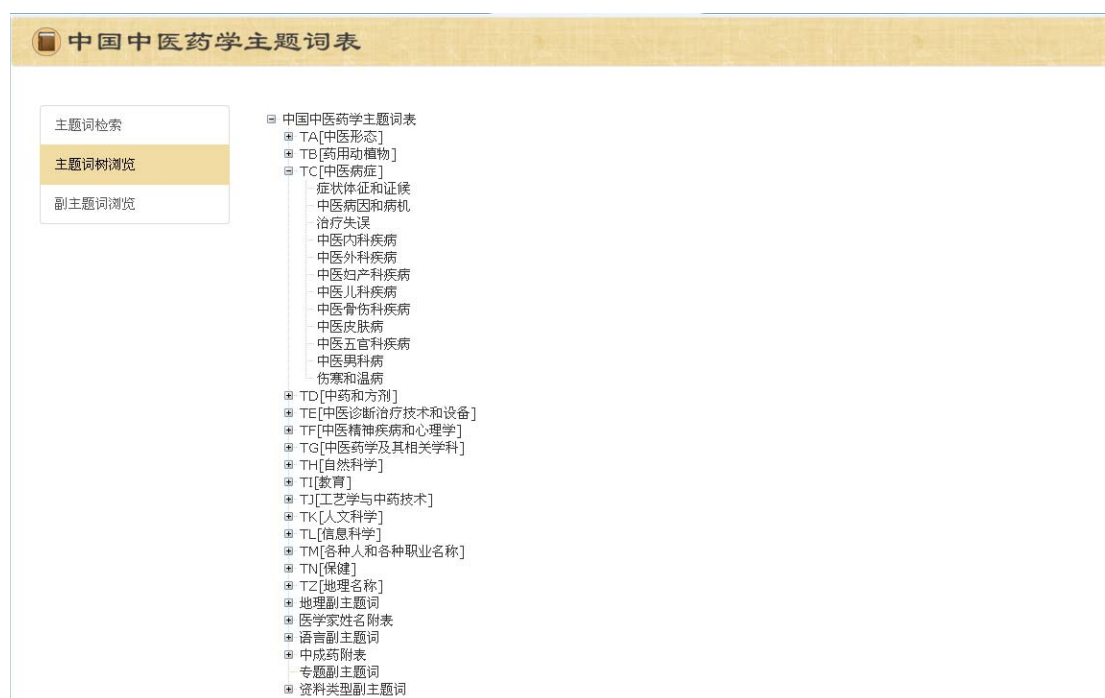 中国中医药学主题词表
主题词检索
主题词树浏览
副主题词浏览
中国中医药学主题词表
TA[中医形态]
TB[药用动植物]
TC[中医病症]
症状体征和证候
中医病因和病机
治疗失误
中医内科疾病
中医外科疾病
中医妇产科疾病
中医儿科疾病
中医骨伤科疾病
中医皮肤病
中医五官科疾病
中医男科病
伤寒和温病
TD[中药和方剂]
TE[中医诊断治疗技术和设备]
TF[中医精神疾病和心理学]
TG[中医药学及其相关学科]
TH[自然科学]
TI[教育]
TJ[工艺学与中药技术]
TK[人文科学]
TL[信息科学]
TM[各种人和各种职业名称]
TN[保健]
TZ[地理名称]
地理副主题词
医学家姓名附表
语言副主题词
中成药附表
专题副主题词
资料类型副主题词